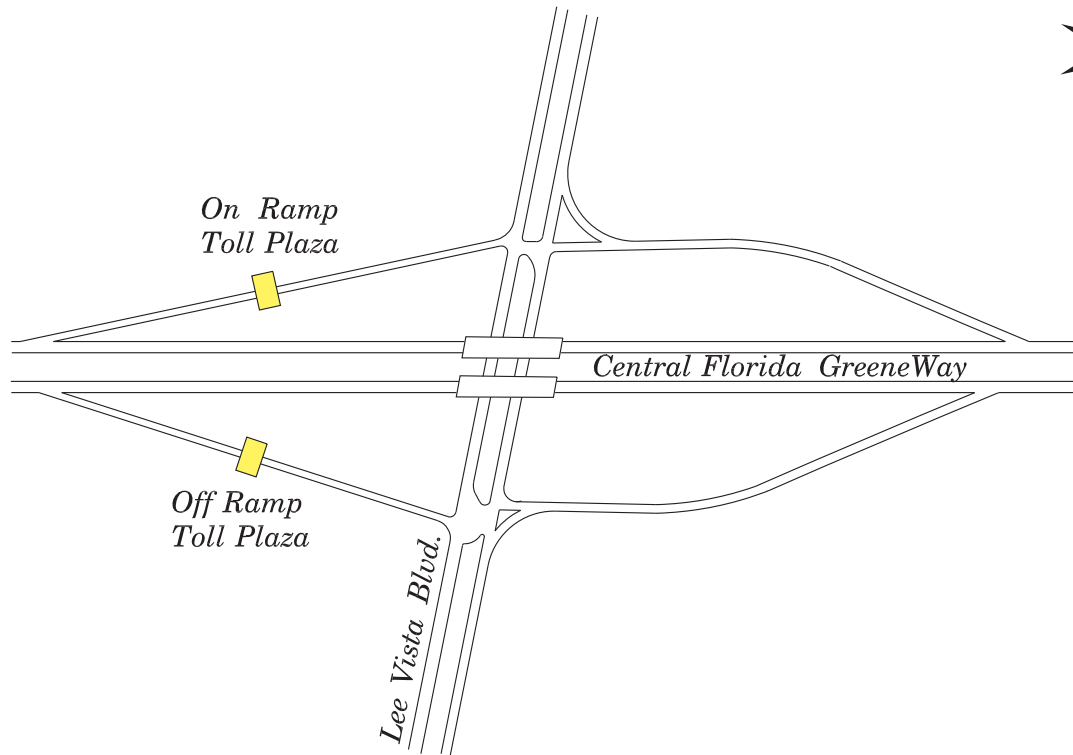 On Ramp
Toll Plaza
Central Florida GreeneWay
Off Ramp
Toll Plaza
Lee Vista Blvd.